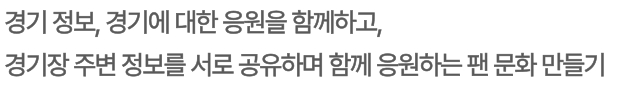 경기 정보, 경기에 대한 응원을 함께하고,
경기장 주변 정보를 서로 공유하며 함께 응원하는 팬 문화 만들기